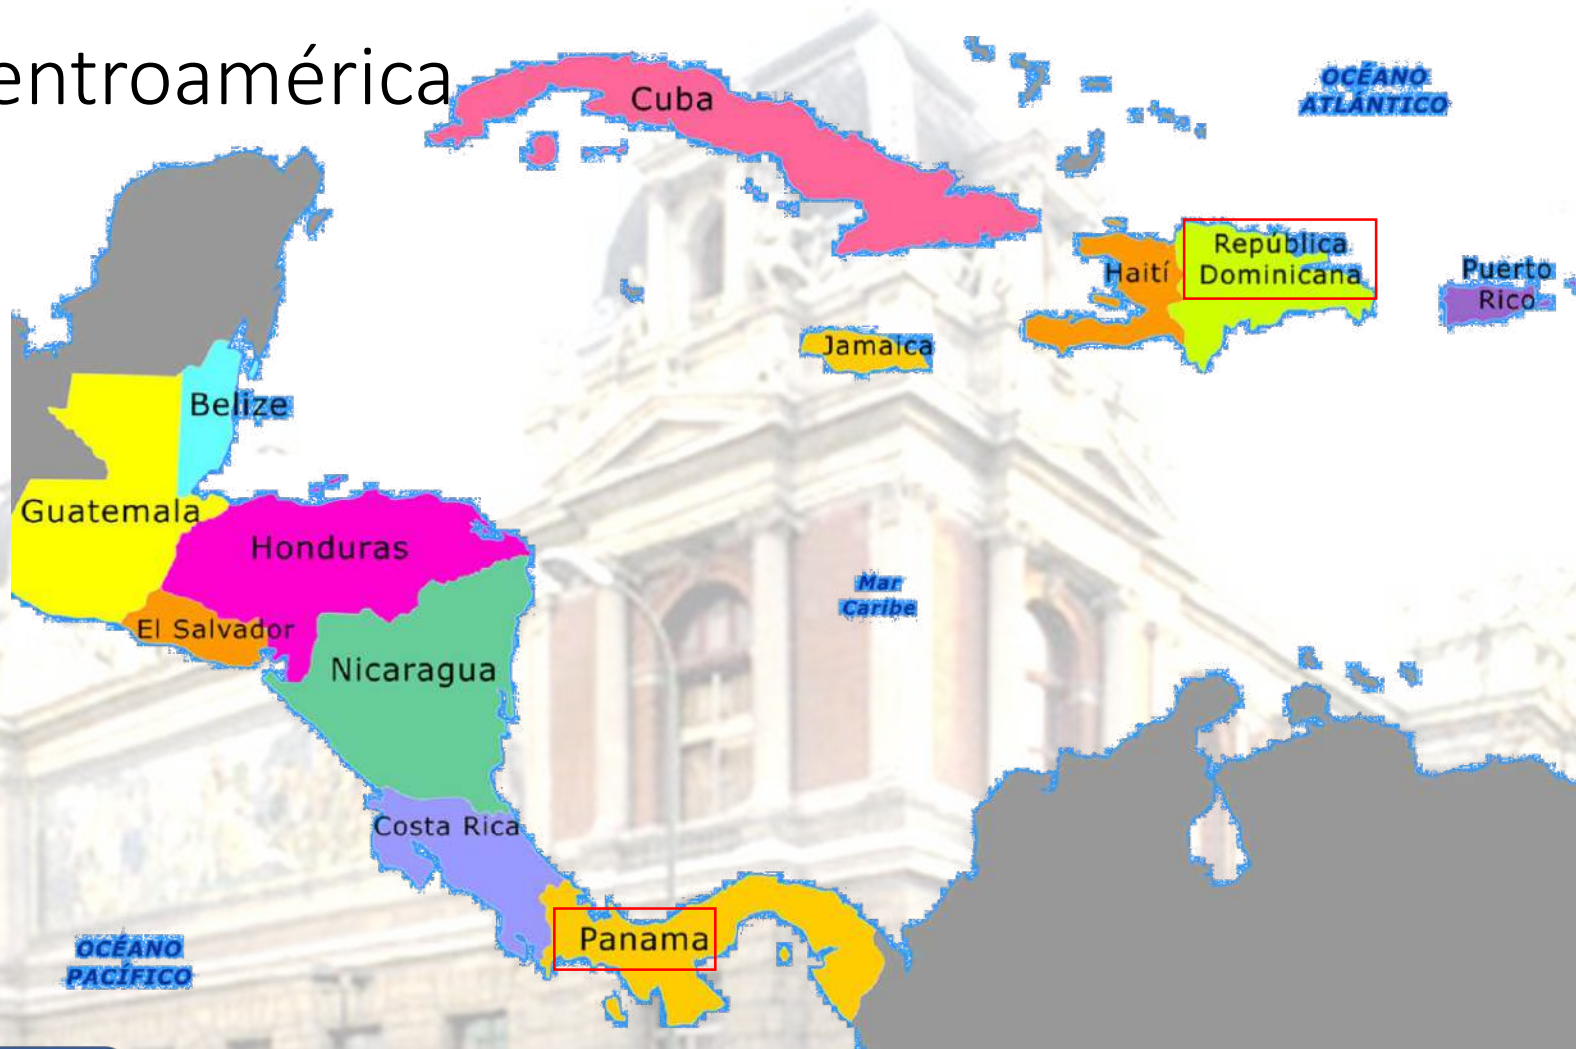 entroamérica
Cuba
OCÉANO
ATLÁNTICO
República
Dominicana
Haití
Puerto
Rico
Jamaica
Belize
Guatemala
Honduras
Mar
Caribe
El Salvador
Nicaragua
Costa Rica
Panama
OCÉANO
PACÍFICO